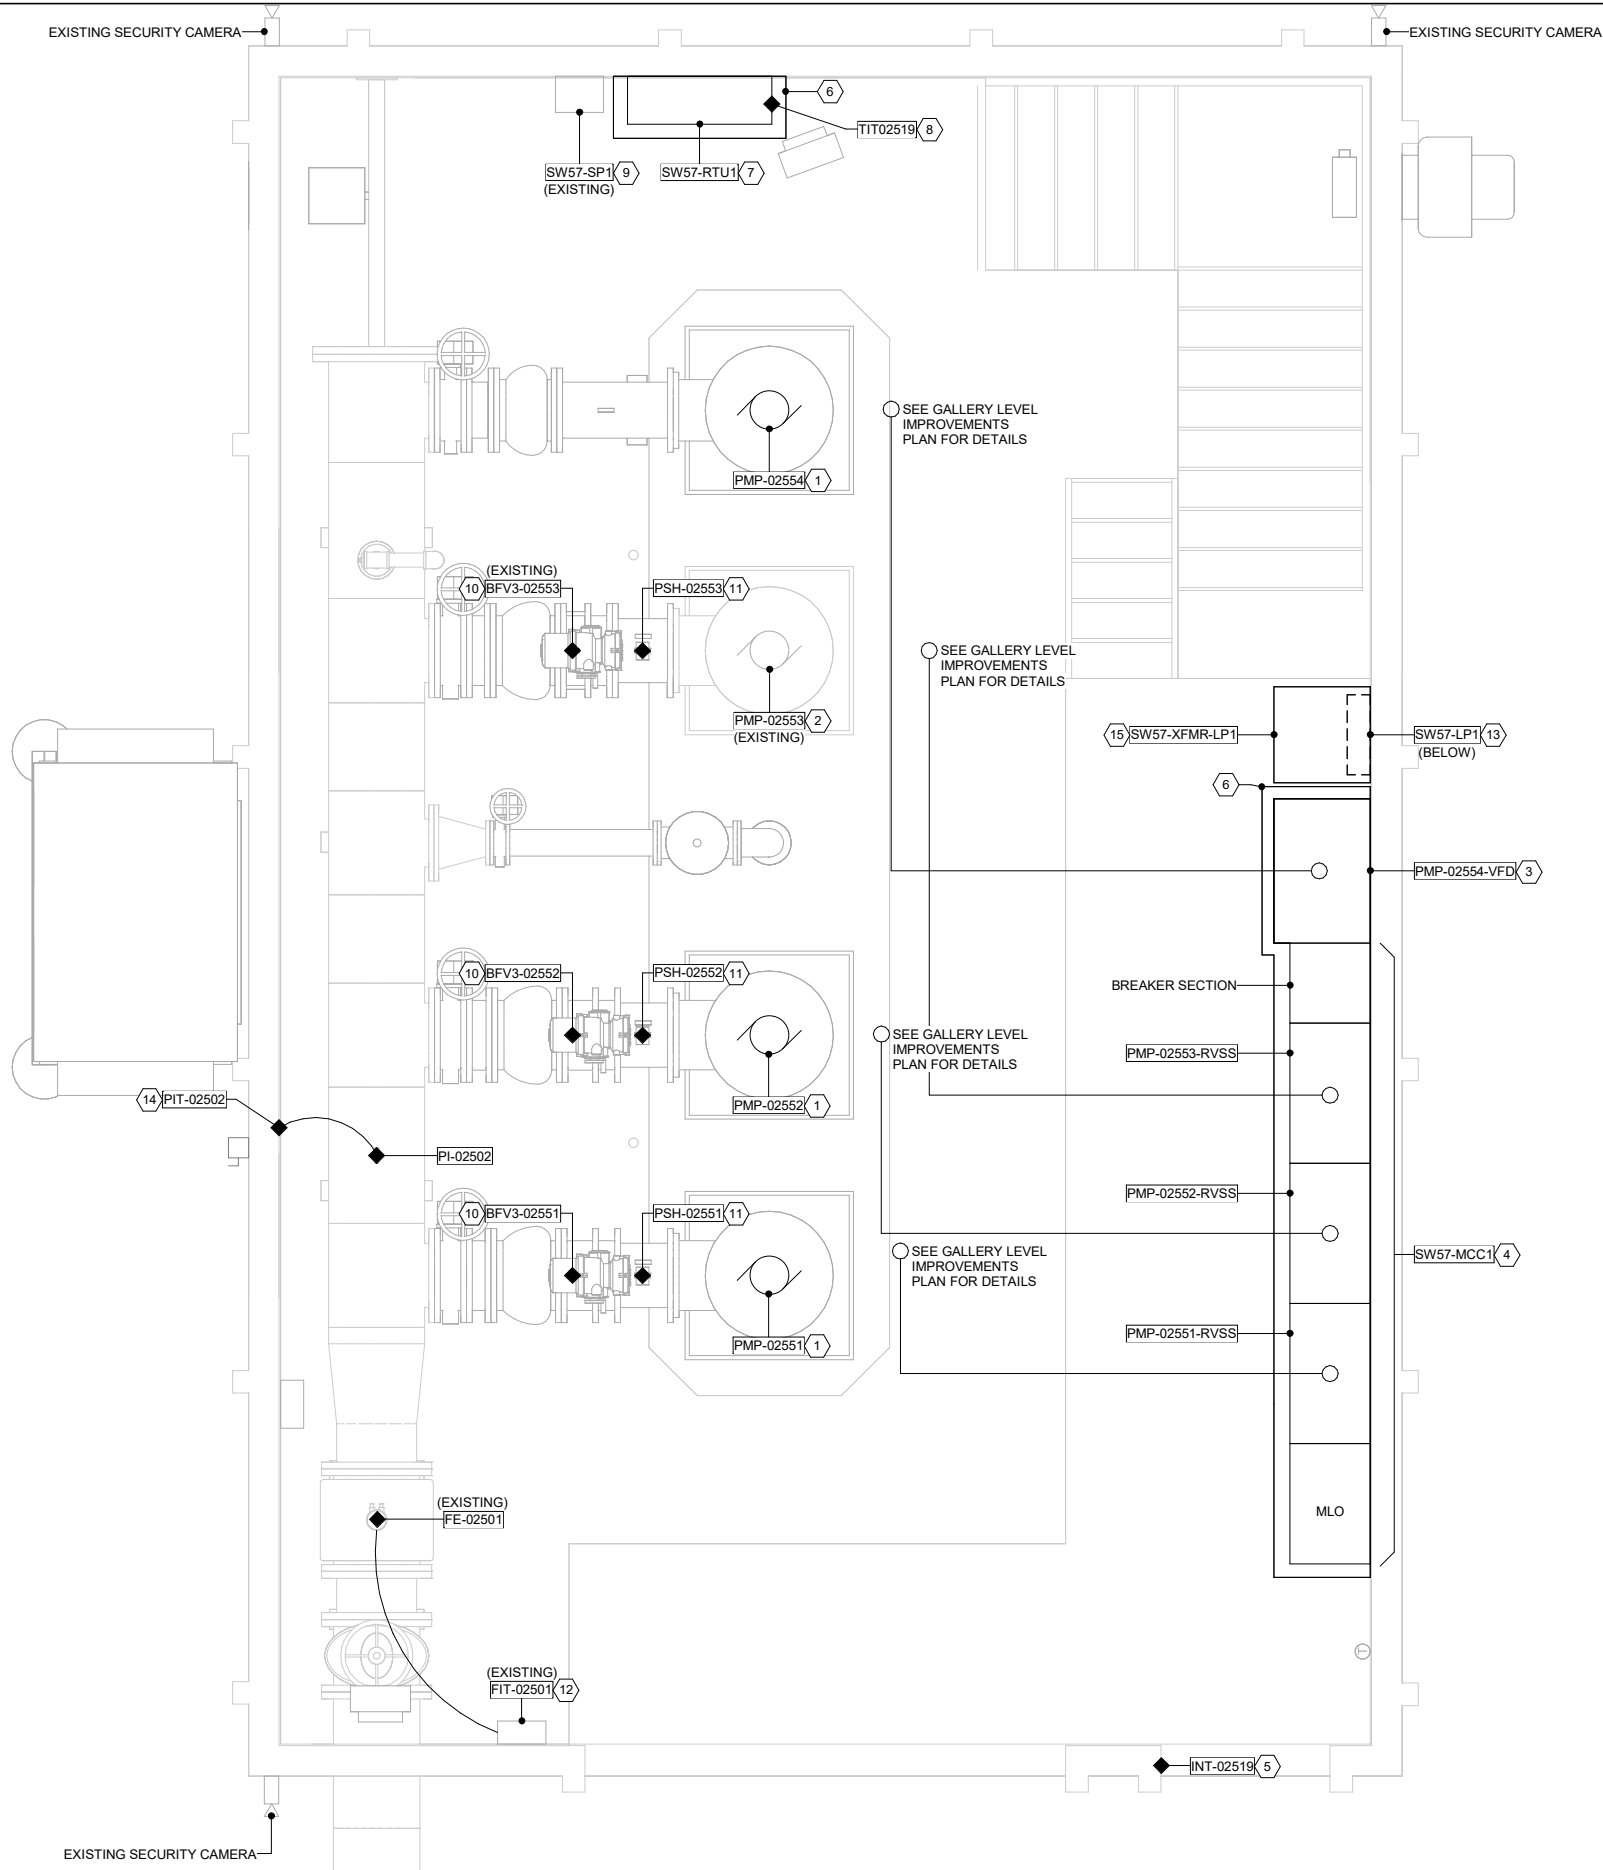 EXISTING SECURITY CAMERA
EXISTING SECURITY CAMERA
6
TIT02519 8
SW57-SP1 9
(EXISTING)
SW57-RTU1 7
SEE GALLERY LEVEL
IMPROVEMENTS
PLAN FOR DETAILS
PMP-02554 1
(EXISTING)
10 BFV3-02553
PSH-02553 11
SEE GALLERY LEVEL
IMPROVEMENTS
PLAN FOR DETAILS
PMP-02553 2
(EXISTING)
15 SW57-XFMR-LP1
SW57-LP1 13
(BELOW)
6
PMP-02554-VFD 3
10 BFV3-02552
PSH-02552 11
BREAKER SECTION
SEE GALLERY LEVEL
IMPROVEMENTS
PLAN FOR DETAILS
PMP-02553-RVSS
14 PIT-02502
PMP-02552 1
PI-02502
PMP-02552-RVSS
10 BFV3-02551
PSH-02551 11
SEE GALLERY LEVEL
IMPROVEMENTS
PLAN FOR DETAILS
SW57-MCC1 4
PMP-02551-RVSS
PMP-02551 1
(EXISTING)
FE-02501
MLO
T
(EXISTING)
FIT-02501 12
INT-02519 5
EXISTING SECURITY CAMERA